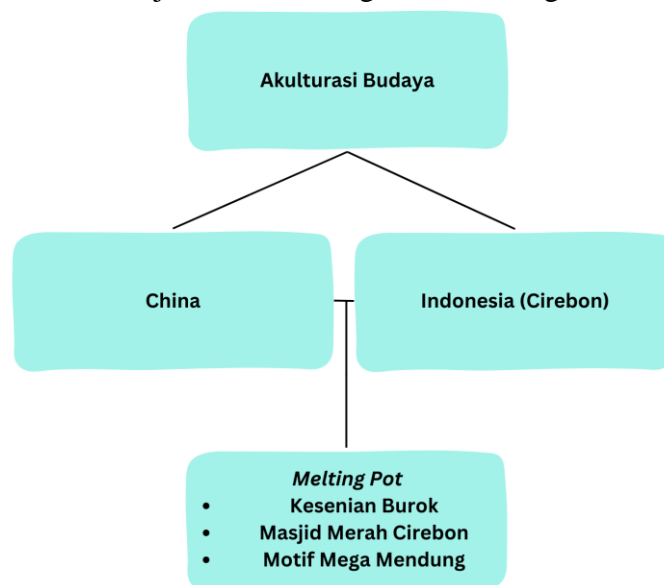 Akulturasi Budaya
China
Indonesia (Cirebon)
Melting Pot
• Kesenian Burok
• Masjid Merah Cirebon
• Motif Mega Mendung